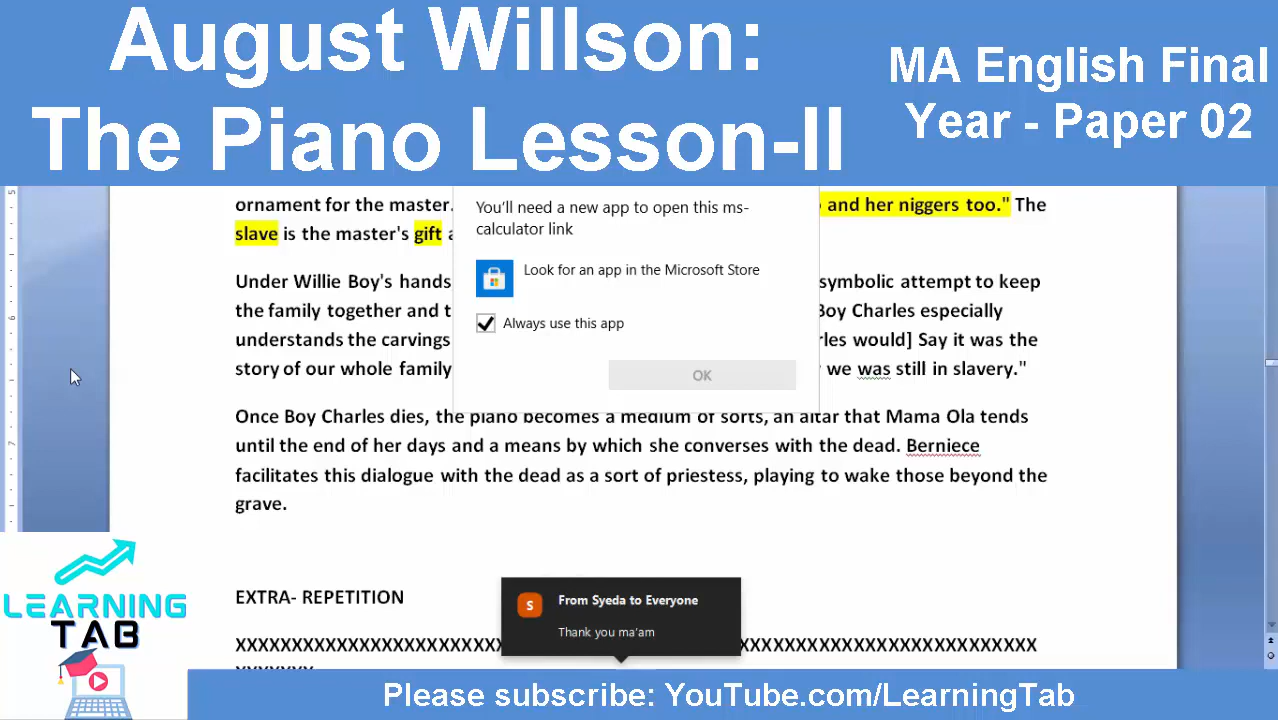 August Willson:
The Piano Lesson-II
MA English Final
Year - Paper 02
ornament for the master. and her niggers too." The
slave is the master's gift
Under Willie Boy's hands symbolic attempt to keep
the family together and Boy Charles especially
understands the carvings would] Say it was the
story of our whole family we was still in slavery."
Once Boy Charles dies, the piano becomes a medium of sorts, an altar that Mama Ola tends
until the end of her days and a means by which she converses with the dead. Berniece
facilitates this dialogue with the dead as a sort of priestess, playing to wake those beyond the
grave.
EXTRA- REPETITION
You'll need a new app to open this ms-
calculator link
Look for an app in the Microsoft Store
Always use this app
OK
S
From Syeda to Everyone
Thank you ma'am
LEARNING
TAB
Please subscribe: YouTube.com/LearningTab